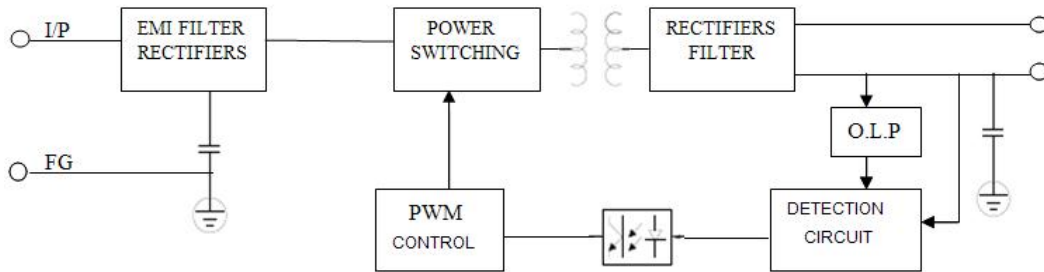 I/P
EMI FILTER
RECTIFIERS
POWER
SWITCHING
RECTIFIERS
FILTER
O.L.P
FG
PWM
CONTROL
DETECTION
CIRCUIT